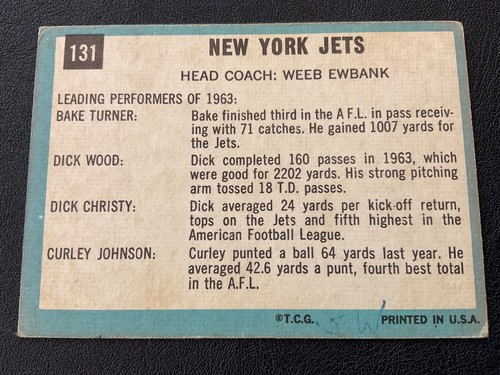 131
NEW YORK JETS
HEAD COACH: WEEB EWBANK
LEADING PERFORMERS OF 1963:
BAKE TURNER: Bake finished third in the A F.L. in pass receiv-
ing with 71 catches. He gained 1007 yards for
the Jets.
DICK WOOD: Dick completed 160 passes in 1963, which
were good for 2202 yards. His strong pitching
arm tossed 18 T.D. passes.
DICK CHRISTY: Dick averaged 24 yards per kick-off return,
tops on the Jets and fifth highest in the
American Football League.
CURLEY JOHNSON: Curley punted a ball 64 yards last year. He
averaged 42.6 yards a punt, fourth best total
in the A.F.L.
©T.C.G. J W PRINTED IN U.S.A.